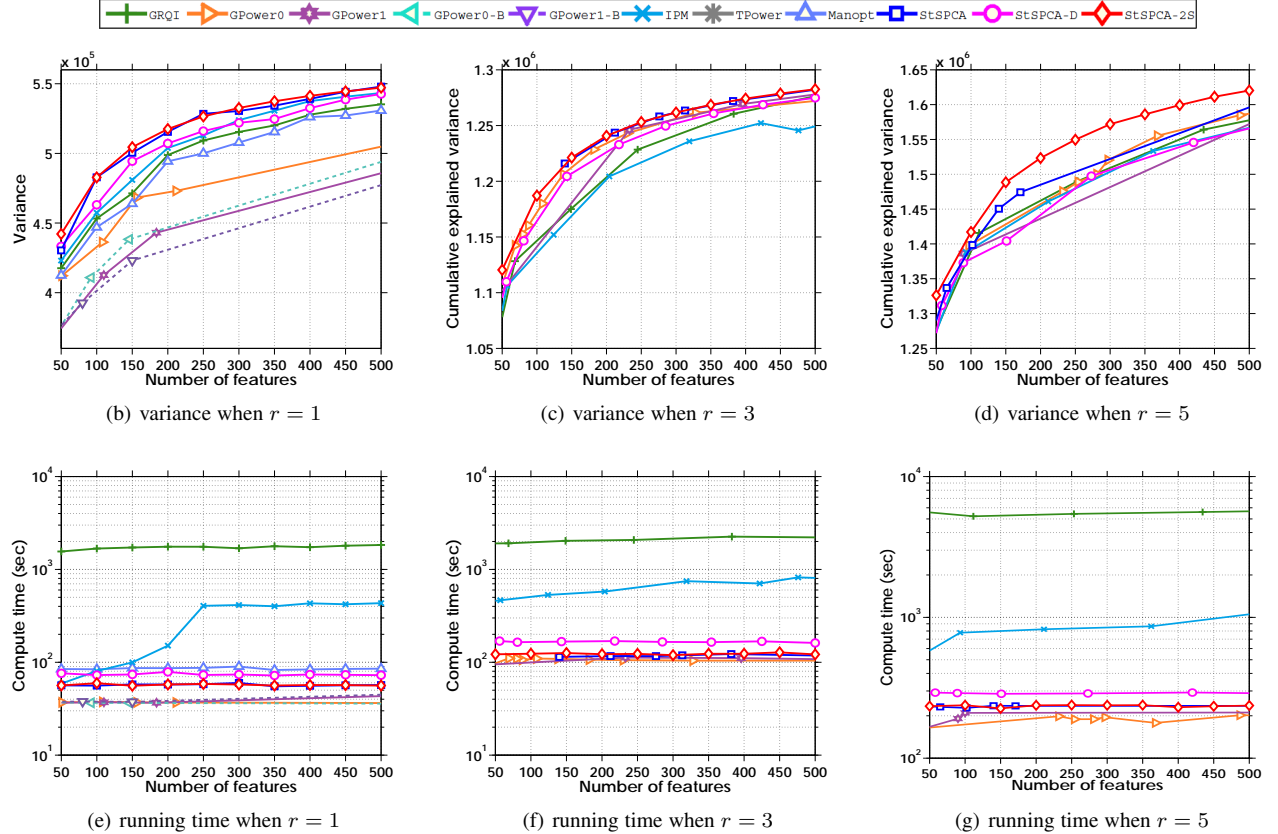 GRQI GPower0 GPower1 GPower0-B GPower1-B IPM TPower Manopt StSPCA StSPCA-D StSPCA-2S
x 10^5
5.5
5
4.5
4
Variance
50 100 150 200 250 300 350 400 450 500
Number of features
(b) variance when r = 1
x 10^6
1.3
1.25
1.2
1.15
1.1
1.05
Cumulative explained variance
50 100 150 200 250 300 350 400 450 500
Number of features
(c) variance when r = 3
x 10^6
1.65
1.6
1.55
1.5
1.45
1.4
1.35
1.3
1.25
Cumulative explained variance
50 100 150 200 250 300 350 400 450 500
Number of features
(d) variance when r = 5
10^4
10^3
10^2
10^1
Compute time (sec)
50 100 150 200 250 300 350 400 450 500
Number of features
(e) running time when r = 1
10^4
10^3
10^2
10^1
Compute time (sec)
50 100 150 200 250 300 350 400 450 500
Number of features
(f) running time when r = 3
10^4
10^3
10^2
Compute time (sec)
50 100 150 200 250 300 350 400 450 500
Number of features
(g) running time when r = 5